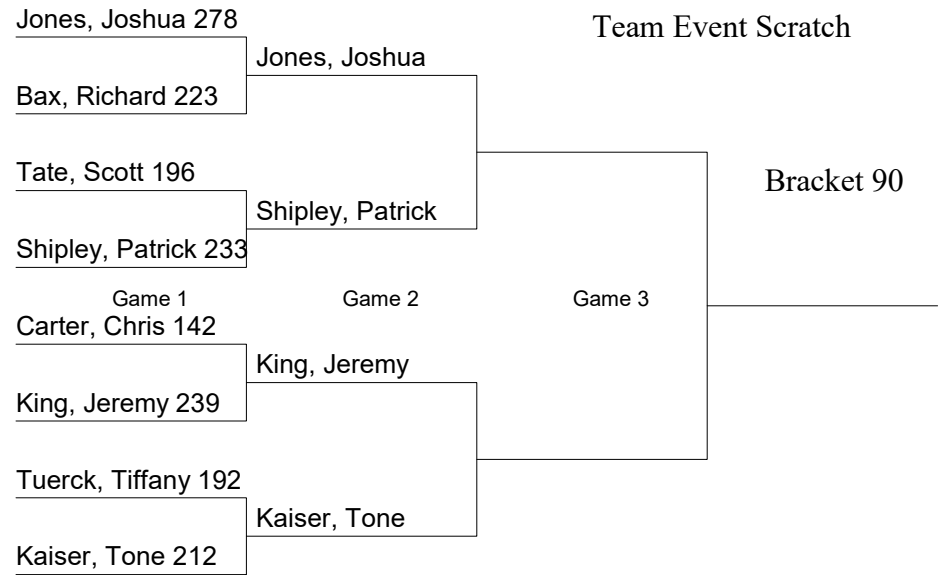 Jones, Joshua 278
Team Event Scratch
Jones, Joshua
Bax, Richard 223
Tate, Scott 196
Bracket 90
Shipley, Patrick
Shipley, Patrick 233
Game 1
Game 2
Game 3
Carter, Chris 142
King, Jeremy
King, Jeremy 239
Tuerck, Tiffany 192
Kaiser, Tone
Kaiser, Tone 212